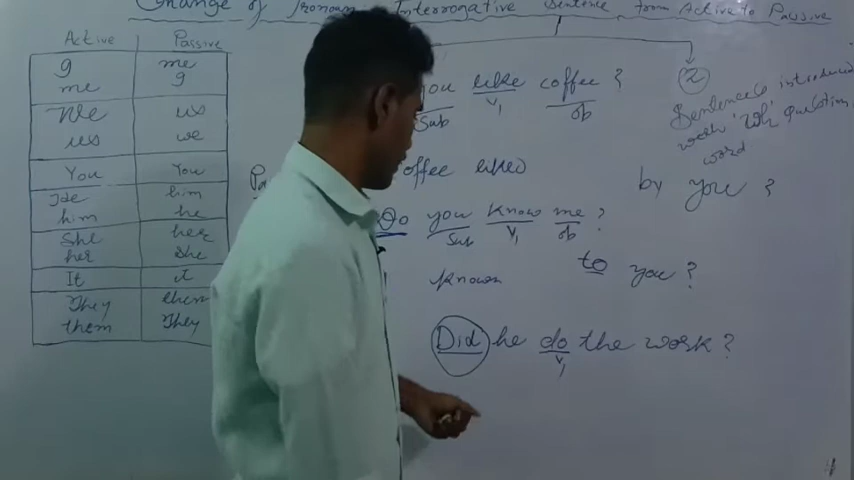 Change of Pronoun Interrogative Sentence from Active to Passive
Active Passive
I me
me I
We us
us we
You You
He him
him he
She her
her she
It it
They them
them They
you like coffee ?
Sub V1 ob
2
Sentences introduced
with 'Wh' question
word
coffee liked by you ?
Do you know me ?
Sub V1 ob
known to you ?
Did he do the work ?
V1